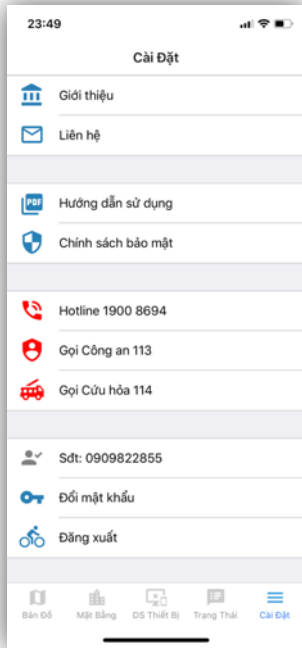 23:49
Cài Đặt
Giới thiệu
Liên hệ
PDF
Hướng dẫn sử dụng
Chính sách bảo mật
Hotline 1900 8694
Gọi Công an 113
Gọi Cứu hỏa 114
Sđt: 0909822855
Đổi mật khẩu
Đăng xuất
Bản Đồ Mặt Bằng DS Thiết Bị Trạng Thái Cài Đặt